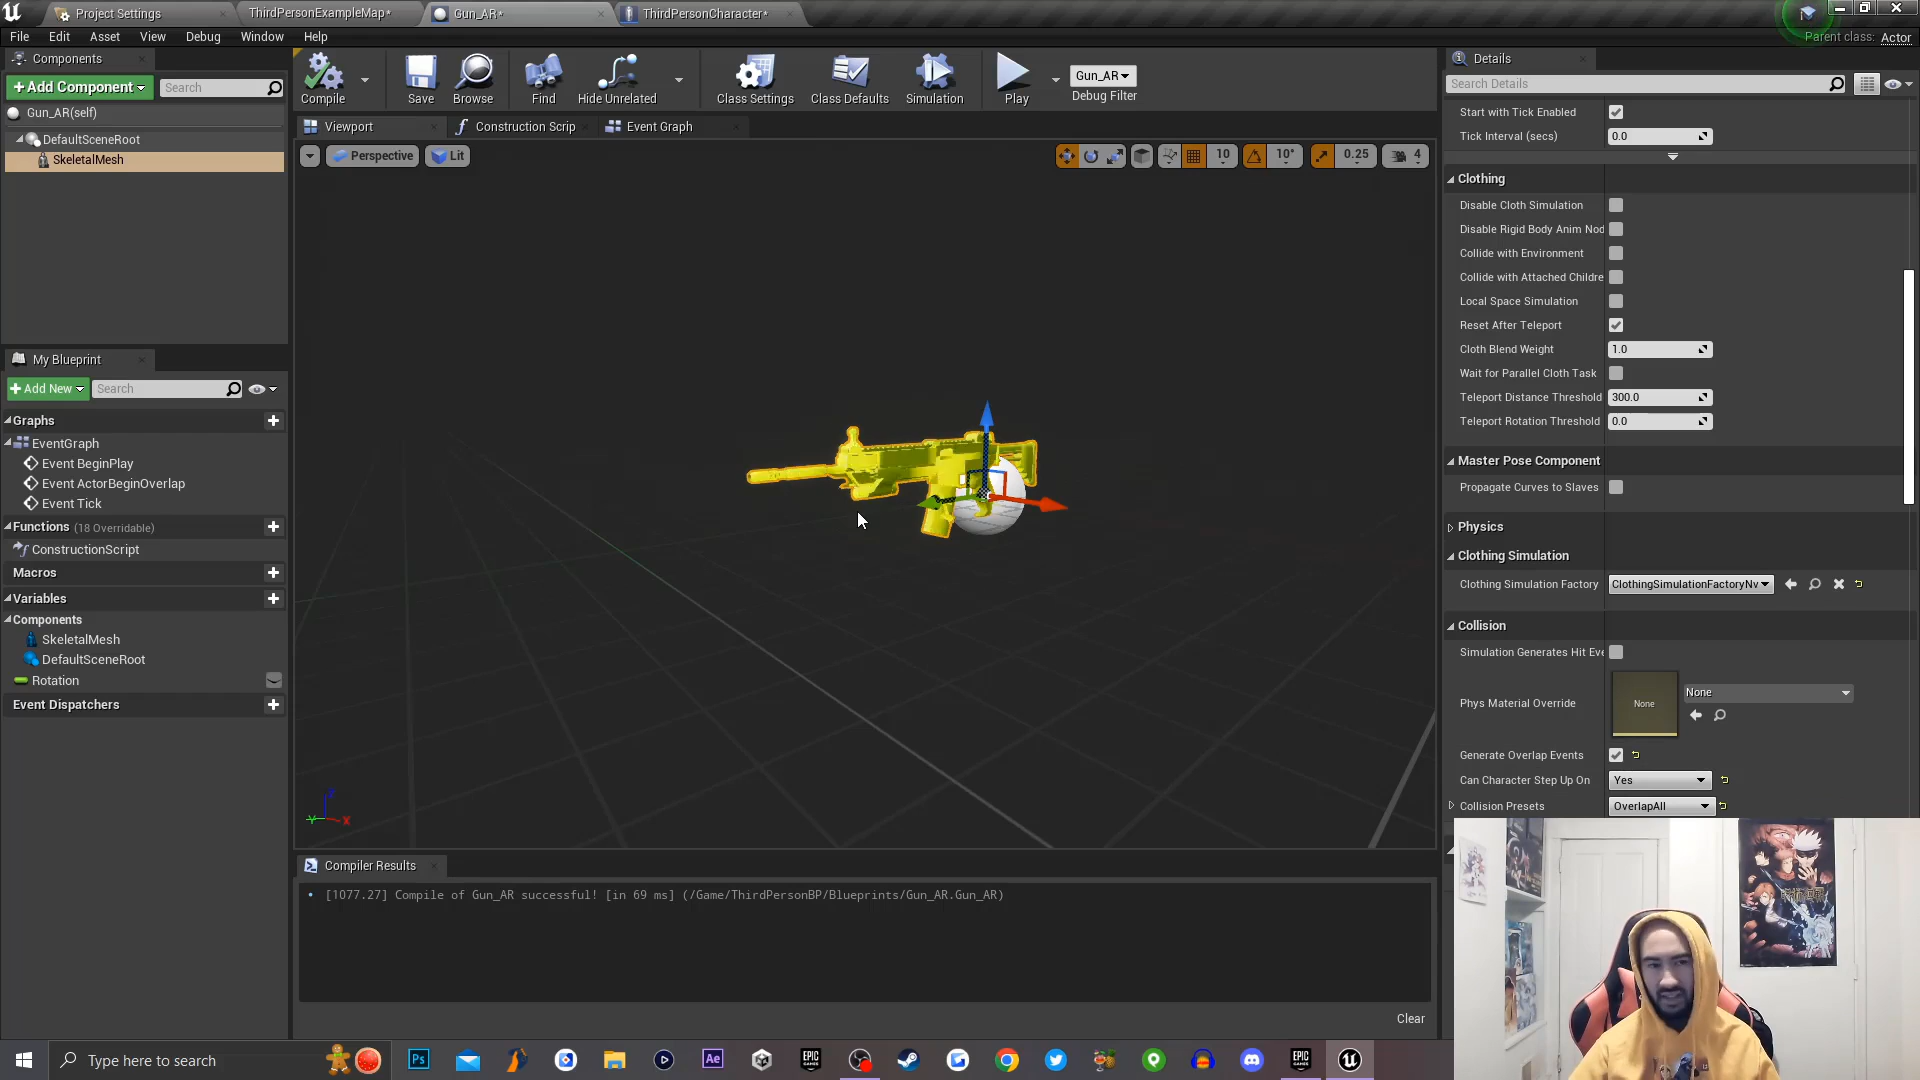 Project Settings
ThirdPersonExampleMap*
Gun_AR*
ThirdPersonCharacter*
File
Edit
Asset
View
Debug
Window
Help
Parent class: Actor
Components
+Add Component
Search
Gun_AR(self)
DefaultSceneRoot
SkeletalMesh
Compile
Save
Browse
Find
Hide Unrelated
Class Settings
Class Defaults
Simulation
Play
Gun_AR
Debug Filter
Viewport
Construction Scrip
Event Graph
Perspective
Lit
10
10°
0.25
4
My Blueprint
+Add New
Search
Graphs
EventGraph
Event BeginPlay
Event ActorBeginOverlap
Event Tick
Functions (18 Overridable)
ConstructionScript
Macros
Variables
Components
SkeletalMesh
DefaultSceneRoot
Rotation
Event Dispatchers
Z
Y
X
Compiler Results
[1077.27] Compile of Gun_AR successful! [in 69 ms] (/Game/ThirdPersonBP/Blueprints/Gun_AR.Gun_AR)
Clear
Details
Search Details
Start with Tick Enabled
Tick Interval (secs) 0.0
Clothing
Disable Cloth Simulation
Disable Rigid Body Anim Nod
Collide with Environment
Collide with Attached Childre
Local Space Simulation
Reset After Teleport
Cloth Blend Weight 1.0
Wait for Parallel Cloth Task
Teleport Distance Threshold 300.0
Teleport Rotation Threshold 0.0
Master Pose Component
Propagate Curves to Slaves
Physics
Clothing Simulation
Clothing Simulation Factory ClothingSimulationFactoryNv
Collision
Simulation Generates Hit Eve
Phys Material Override None None
Generate Overlap Events
Can Character Step Up On Yes
Collision Presets OverlapAll
Type here to search
Ps
Ae
EPIC GAMES
EPIC GAMES